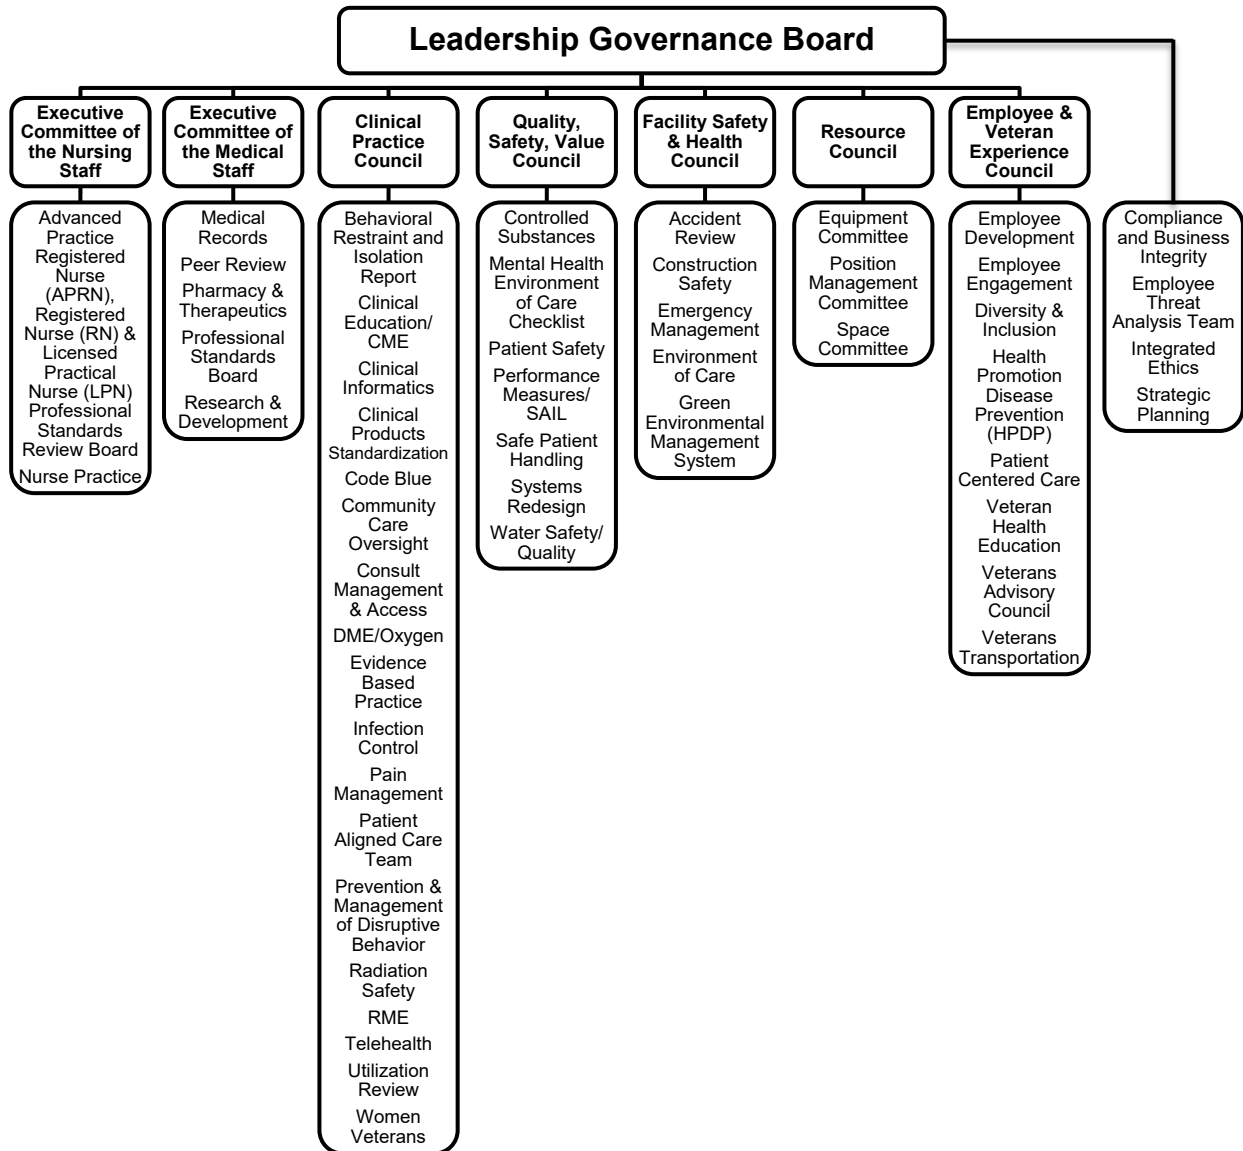 Leadership Governance Board
Executive
Committee of
the Nursing
Staff
Executive
Committee of
the Medical
Staff
Clinical
Practice
Council
Quality,
Safety, Value
Council
Facility Safety
& Health
Council
Resource
Council
Employee &
Veteran
Experience
Council
Advanced
Practice
Registered
Nurse
(APRN),
Registered
Nurse (RN) &
Licensed
Practical
Nurse (LPN)
Professional
Standards
Review Board
Nurse Practice
Medical
Records
Peer Review
Pharmacy &
Therapeutics
Professional
Standards
Board
Research &
Development
Behavioral
Restraint and
Isolation
Report
Clinical
Education/
CME
Clinical
Informatics
Clinical
Products
Standardization
Code Blue
Community
Care
Oversight
Consult
Management
& Access
DME/Oxygen
Evidence
Based
Practice
Infection
Control
Pain
Management
Patient
Aligned Care
Team
Prevention &
Management
of Disruptive
Behavior
Radiation
Safety
RME
Telehealth
Utilization
Review
Women
Veterans
Controlled
Substances
Mental Health
Environment
of Care
Checklist
Patient Safety
Performance
Measures/
SAIL
Safe Patient
Handling
Systems
Redesign
Water Safety/
Quality
Accident
Review
Construction
Safety
Emergency
Management
Environment
of Care
Green
Environmental
Management
System
Equipment
Committee
Position
Management
Committee
Space
Committee
Employee
Development
Employee
Engagement
Diversity &
Inclusion
Health
Promotion
Disease
Prevention
(HPDP)
Patient
Centered Care
Veteran
Health
Education
Veterans
Advisory
Council
Veterans
Transportation
Compliance
and Business
Integrity
Employee
Threat
Analysis Team
Integrated
Ethics
Strategic
Planning